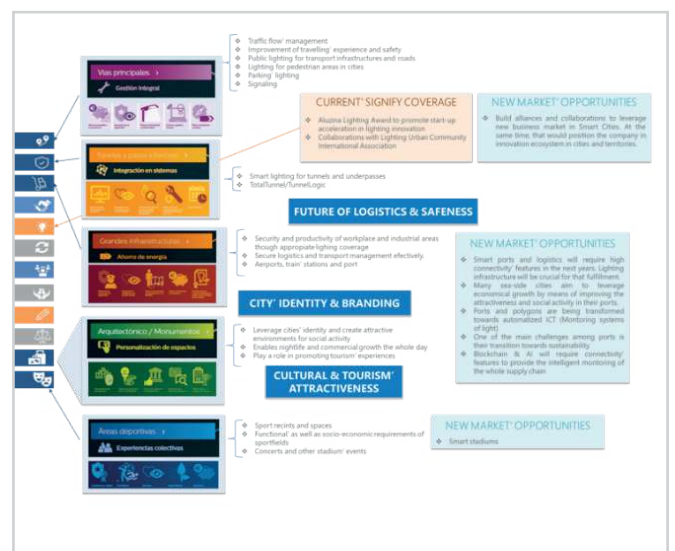 Vías principales ›
Gestión integral
❖ Traffic flow' management
❖ Improvement of travelling' experience and safety
❖ Public lighting for transport infrastructures and roads
❖ Lighting for pedestrian areas in cities
❖ Parking' lighting
❖ Signaling
CURRENT' SIGNIFY COVERAGE
❖ Aluzina Lighting Award to promote start-up
acceleration in lighting innovation
❖ Collaborations with Lighting Urban Community
International Association
NEW MARKET' OPPORTUNITIES
❖ Build alliances and collaborations to leverage
new business market in Smart Cities. At the
same time, that would position the company in
innovation ecosystem in cities and territories.
Integración en sistemas
❖ Smart lighting for tunnels and underpasses
❖ TotalTunnel/TunnelLogic
FUTURE OF LOGISTICS & SAFENESS
Grandes infraestructuras ›
Ahorro de energía
❖ Security and productivity of workplace and industrial areas
though appropiate lighing coverage
❖ Secure logistics and transport management efectively.
❖ Aerports, train' stations and port
NEW MARKET' OPPORTUNITIES
❖ Smart ports and logistics will require high
connectivity' features in the next years. Lighting
infrastructure will be crucial for that fulfillment.
❖ Many sea-side cities aim to leverage
economical growth by means of improving the
attractiveness and social activity in their ports.
❖ Ports and polygons are being transformed
towards automatized ICT (Montoring systems
of light)
❖ One of the main challenges among ports is
their transition towards sustainability.
❖ Blockchain & AI will require connectivity'
features to provide the intelligent monitoring of
the whole supply chain
CITY' IDENTITY & BRANDING
Arquitectónico / Monumentos ›
Personalización de espacios
❖ Leverage cities' identity and create attractive
environments for social activity
❖ Enables nightlife and commercial growth the whole day
❖ Play a role in promoting tourism' experiences
CULTURAL & TOURISM'
ATTRACTIVENESS
Áreas deportivas ›
Experiencias colectivas
❖ Sport recints and spaces
❖ Functional' as well as socio-economic requirements of
sportfields
❖ Concerts and other stadium' events
NEW MARKET' OPPORTUNITIES
❖ Smart stadiums